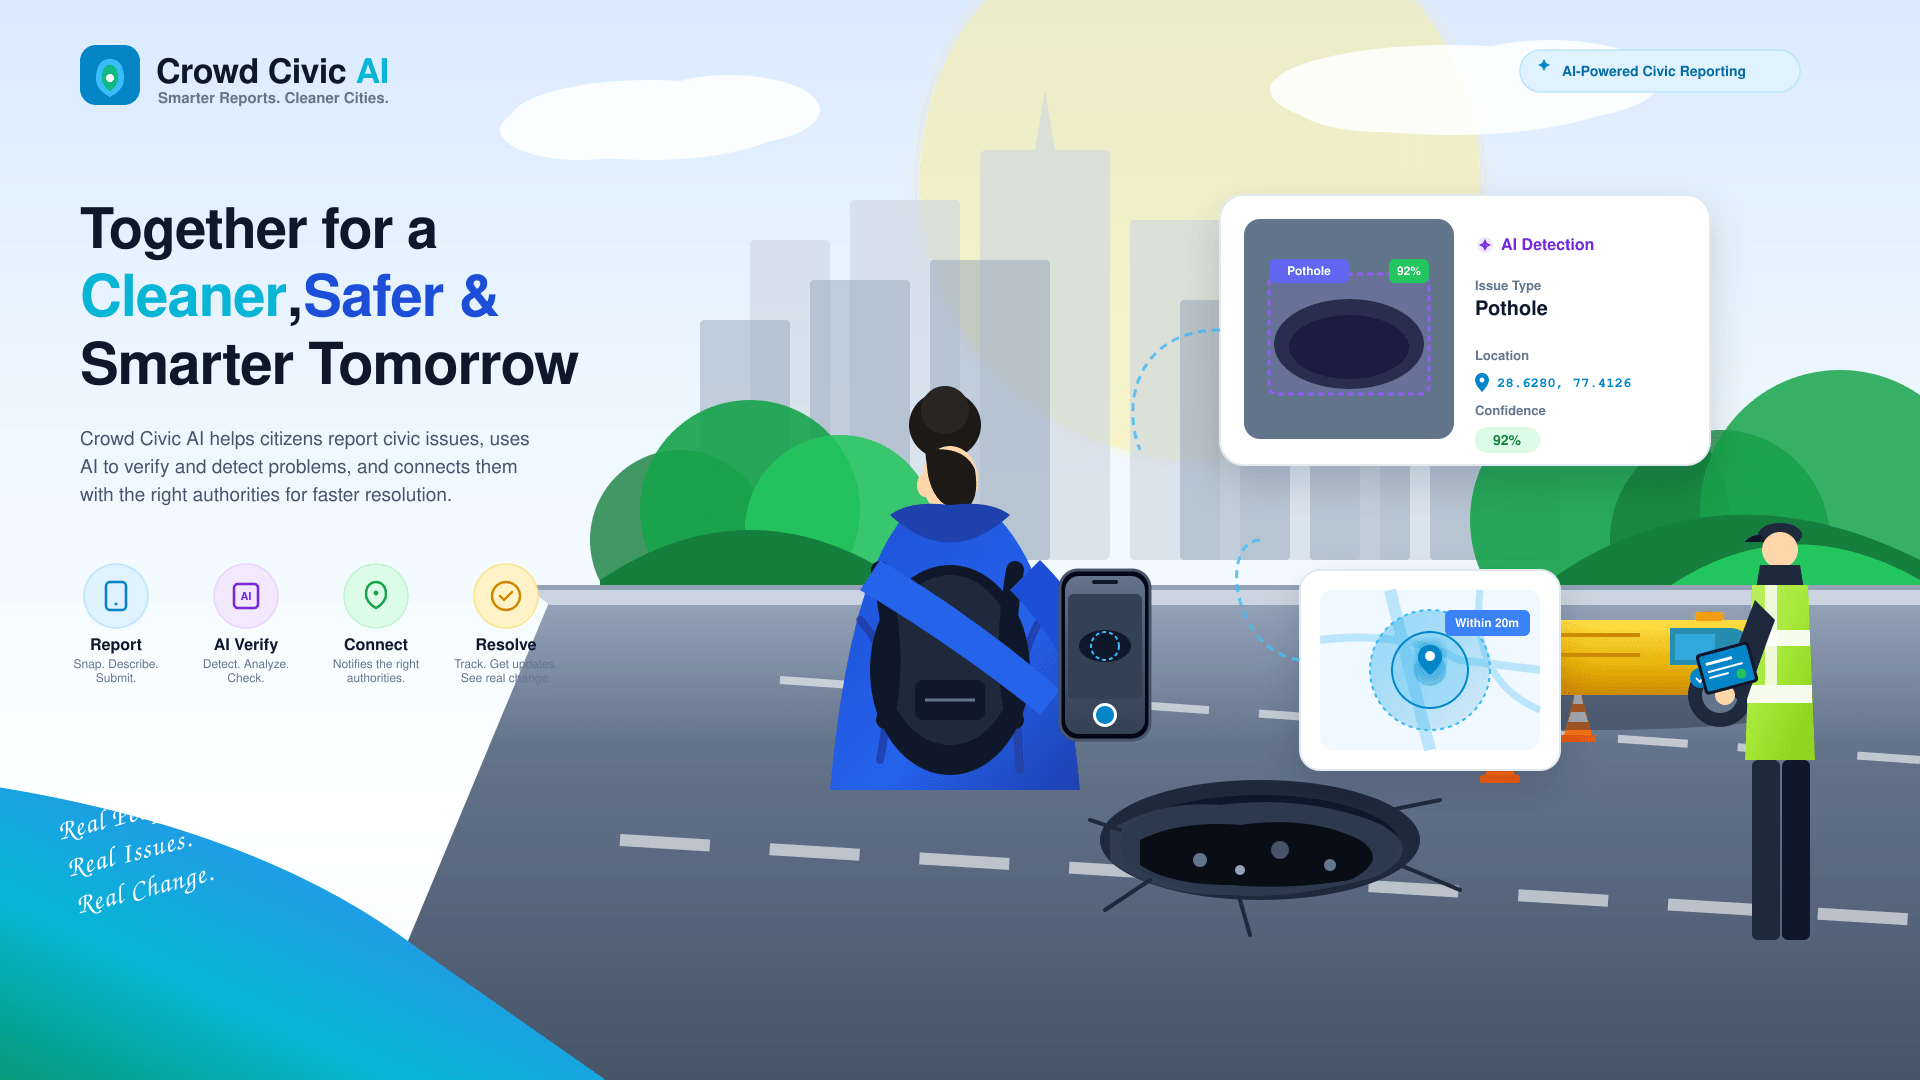 Crowd Civic AI
Smarter Reports. Cleaner Cities.
AI-Powered Civic Reporting
Together for a
Cleaner,Safer &
Smarter Tomorrow
Crowd Civic AI helps citizens report civic issues, uses
AI to verify and detect problems, and connects them
with the right authorities for faster resolution.
Report
Snap. Describe.
Submit.
AI
AI Verify
Detect. Analyze.
Check.
Connect
Notifies the right
authorities.
Resolve
Track. Get updates.
See real change.
Pothole
92%
AI Detection
Issue Type
Pothole
Location
28.6280, 77.4126
Confidence
92%
Within 20m
Real
Real Issues.
Real Change.